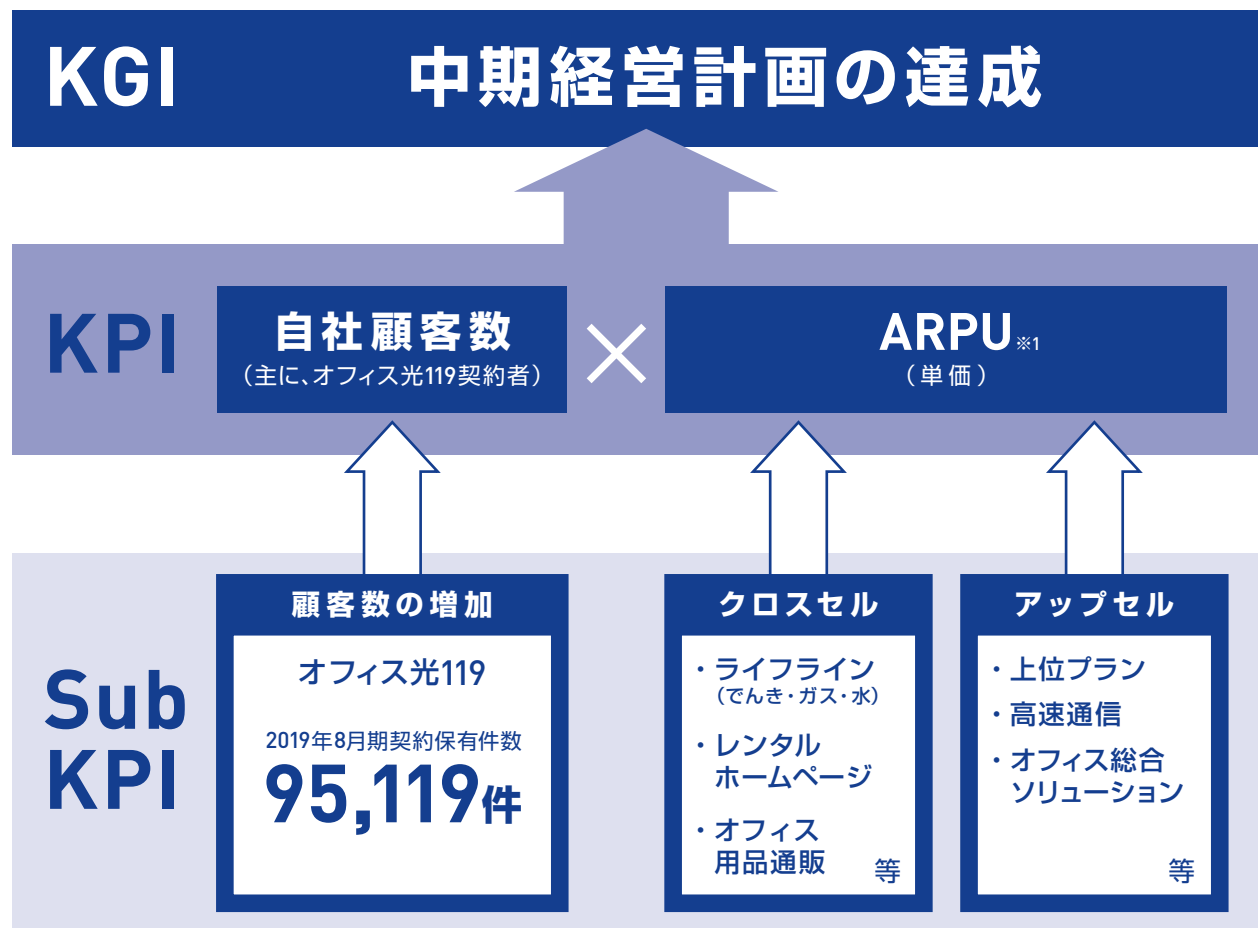 KGI 中期経営計画の達成
KPI
自社顧客数
（主に、オフィス光119契約者）
×
ARPU※1
（単価）
Sub
KPI
顧客数の増加
オフィス光119
2019年8月期契約保有件数
95,119件
クロスセル
・ライフライン
（でんき・ガス・水）
・レンタル
ホームページ
・オフィス
用品通販
等
アップセル
・上位プラン
・高速通信
・オフィス総合
ソリューション
等